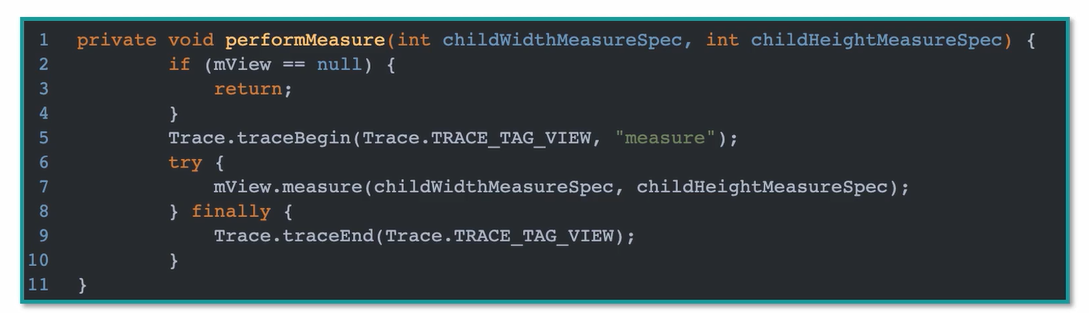 1 private void performMeasure(int childWidthMeasureSpec, int childHeightMeasureSpec) {
2 if (mView == null) {
3 return;
4 }
5 Trace.traceBegin(Trace.TRACE_TAG_VIEW, "measure");
6 try {
7 mView.measure(childWidthMeasureSpec, childHeightMeasureSpec);
8 } finally {
9 Trace.traceEnd(Trace.TRACE_TAG_VIEW);
10 }
11 }